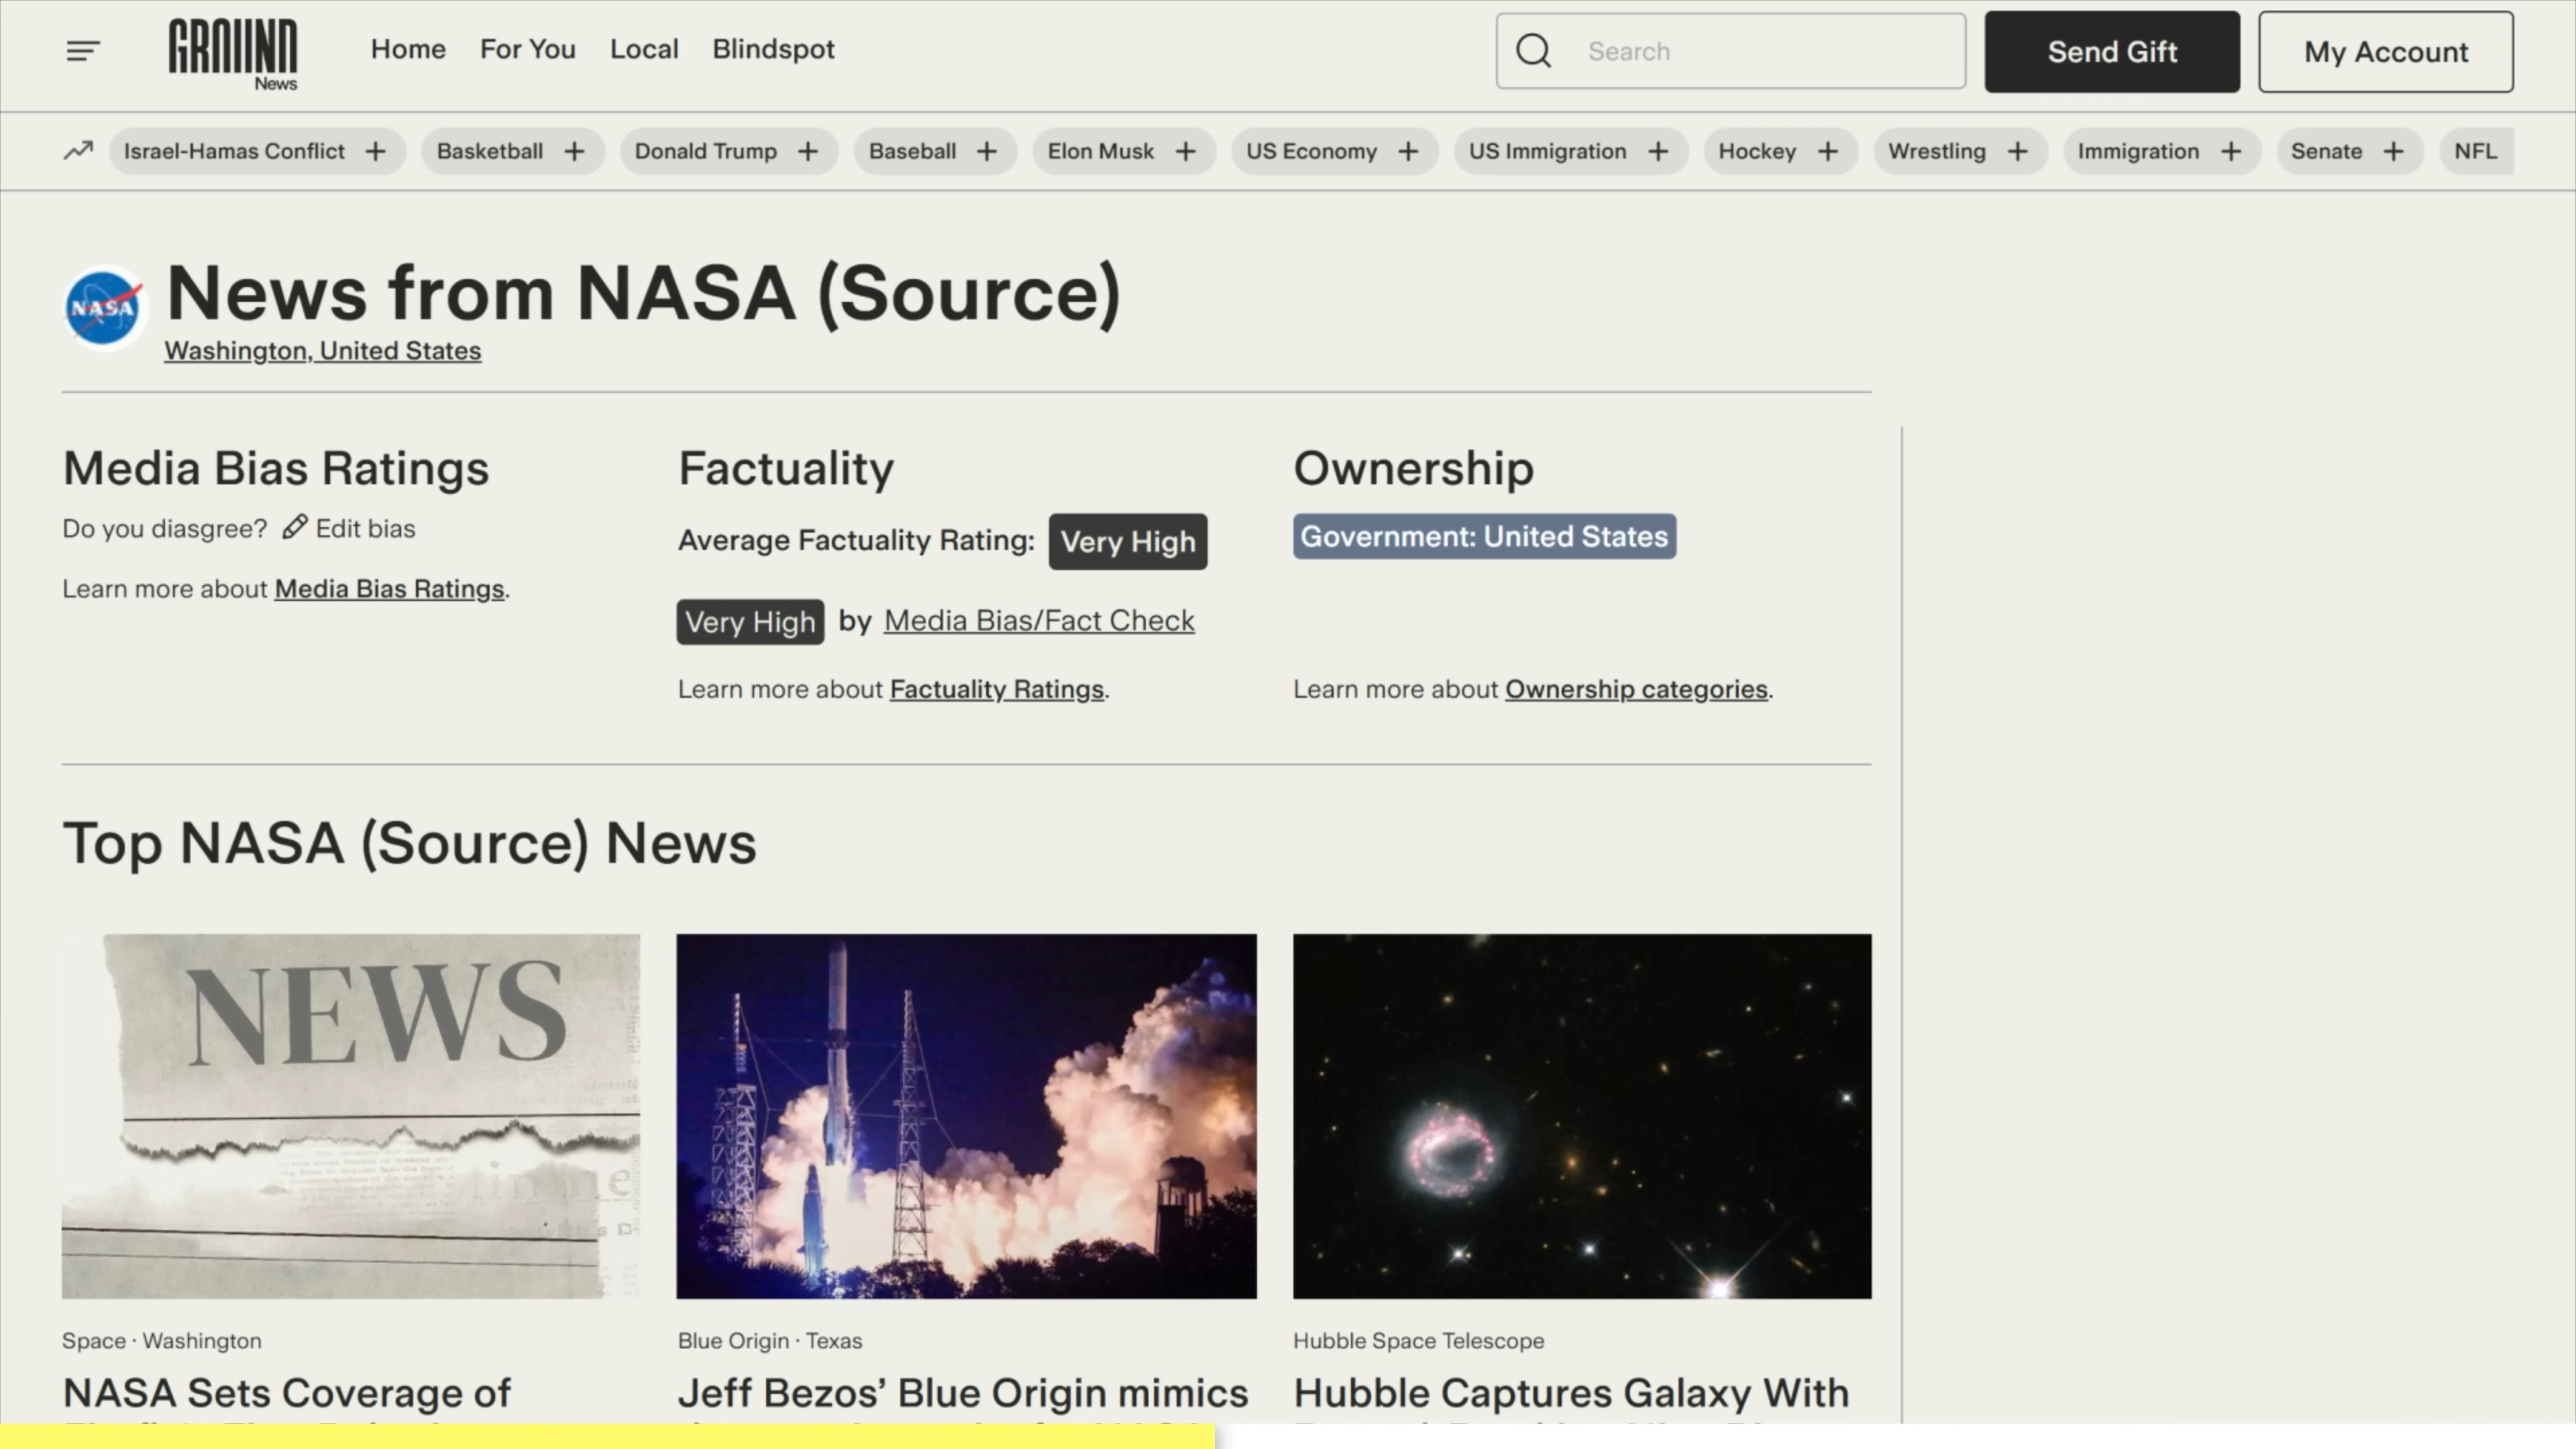 GROUND
News
Home
For You
Local
Blindspot
Search
Send Gift
My Account
Israel-Hamas Conflict +
Basketball +
Donald Trump +
Baseball +
Elon Musk +
US Economy +
US Immigration +
Hockey +
Wrestling +
Immigration +
Senate +
NFL
NASA
News from NASA (Source)
Washington, United States
Media Bias Ratings
Do you diasgree? Edit bias
Learn more about Media Bias Ratings.
Factuality
Average Factuality Rating: Very High
Very High by Media Bias/Fact Check
Learn more about Factuality Ratings.
Ownership
Government: United States
Learn more about Ownership categories.
Top NASA (Source) News
NEWS
Space · Washington
NASA Sets Coverage of
Blue Origin · Texas
Jeff Bezos’ Blue Origin mimics
Hubble Space Telescope
Hubble Captures Galaxy With